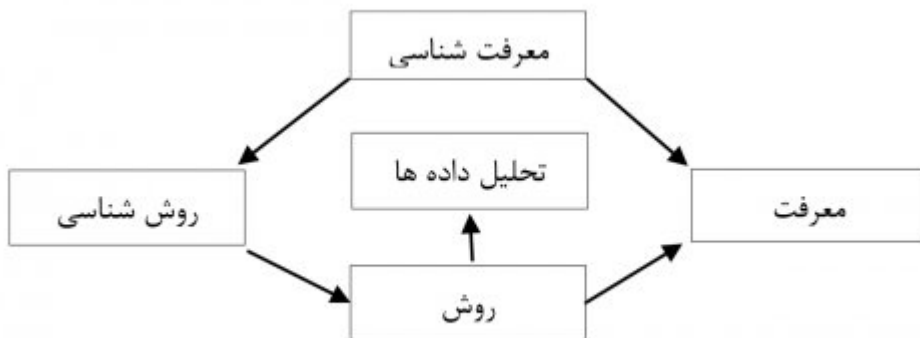 معرفت شناسی
تحلیل داده ها
معرفت
روش شناسی
روش